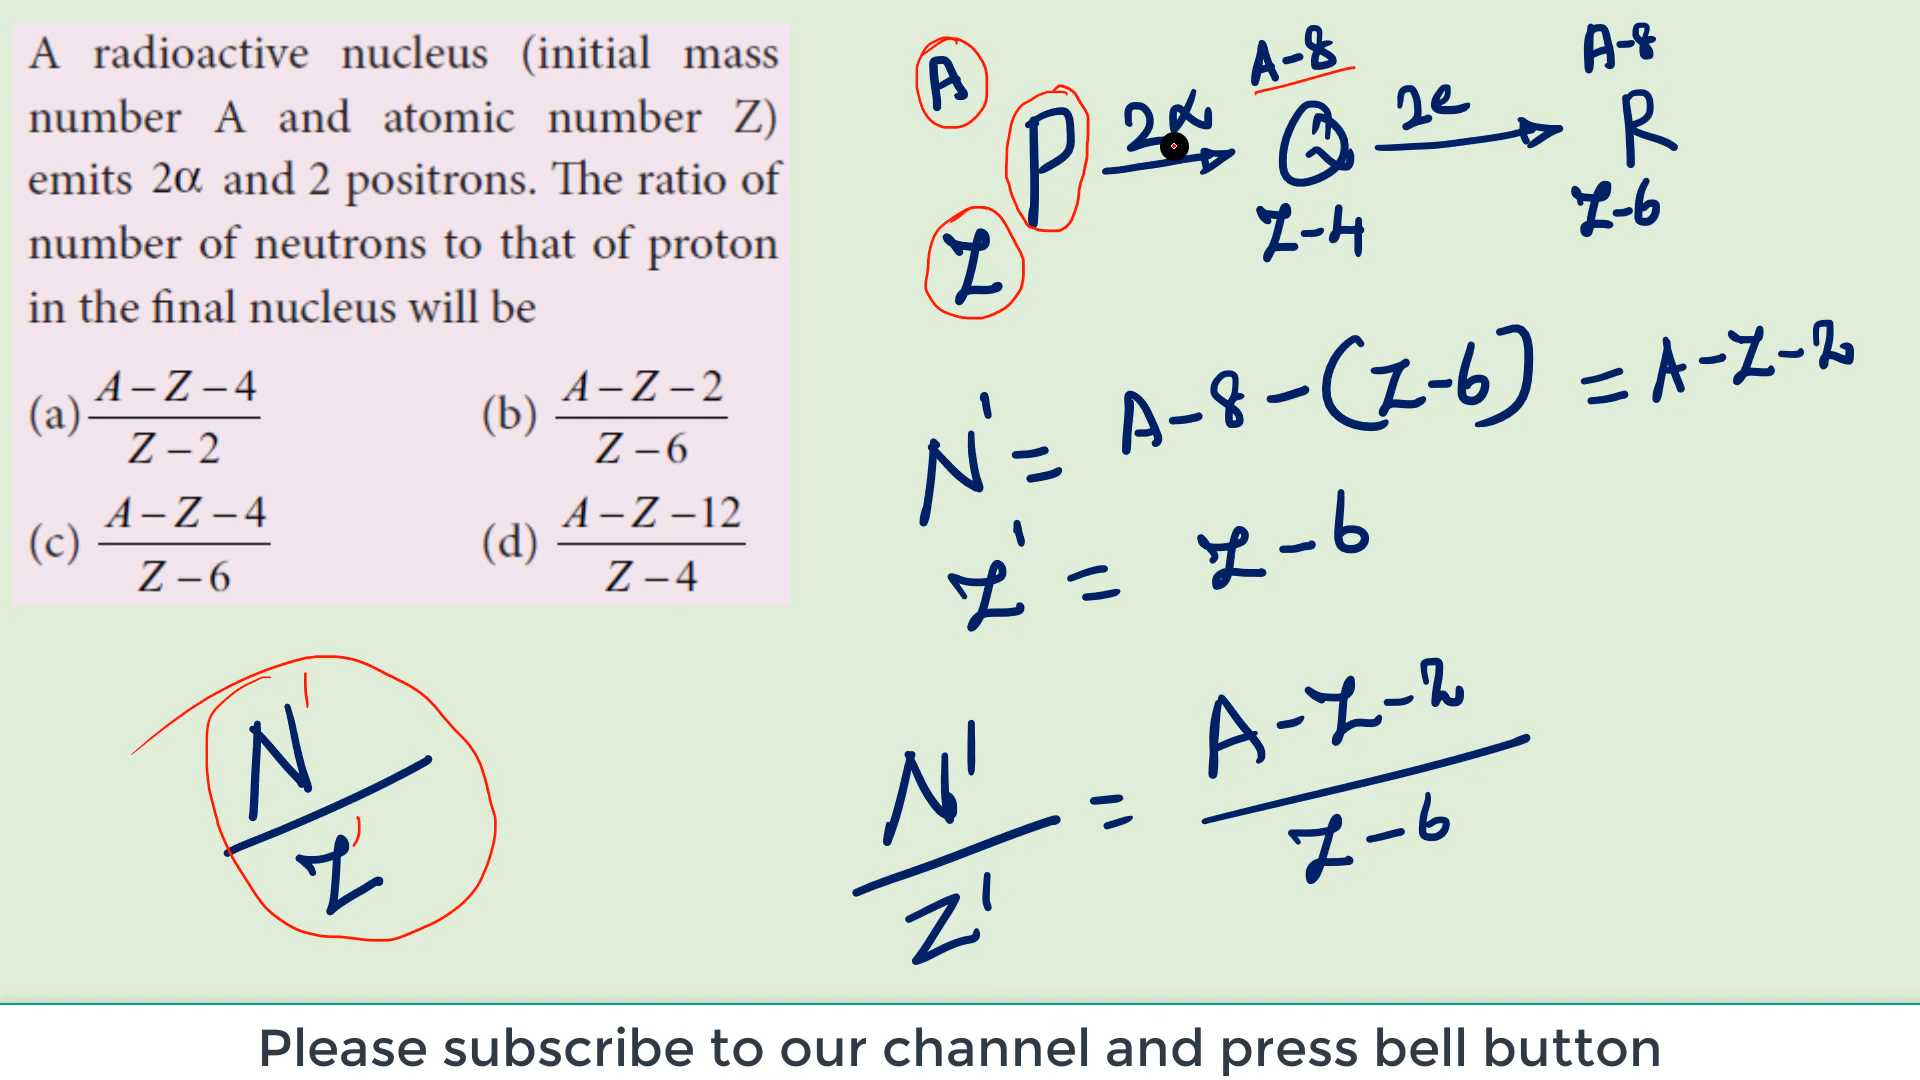 A radioactive nucleus (initial mass
number A and atomic number Z)
emits 2α and 2 positrons. The ratio of
number of neutrons to that of proton
in the final nucleus will be
(a) A – Z – 4 / Z – 2
(b) A – Z – 2 / Z – 6
(c) A – Z – 4 / Z – 6
(d) A – Z – 12 / Z – 4
A A-8 A-8
P 2α Q 2e R
Z Z-4 Z-6
N' = A-8-(Z-6) = A-Z-2
Z' = Z-6
N'/Z'
N'/Z' = A-Z-2 / Z-6
Please subscribe to our channel and press bell button